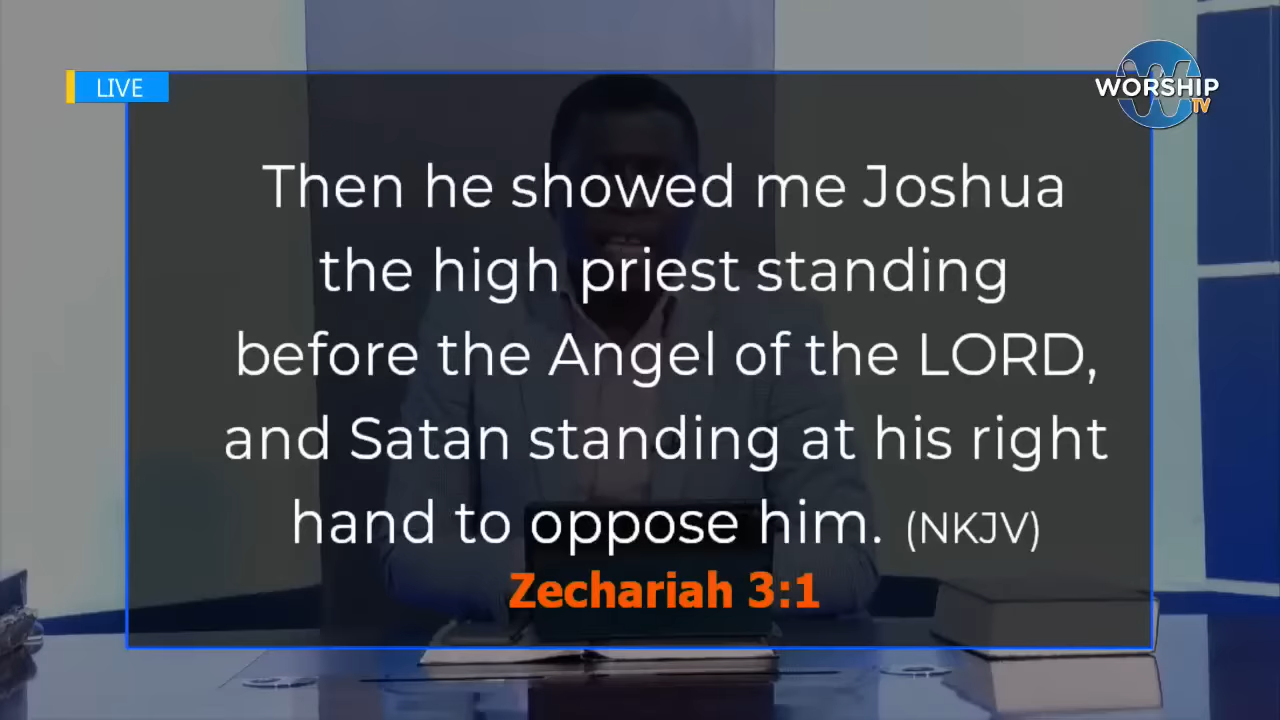 LIVE
WORSHIP
TV
Then he showed me Joshua
the high priest standing
before the Angel of the LORD,
and Satan standing at his right
hand to oppose him. (NKJV)
Zechariah 3:1